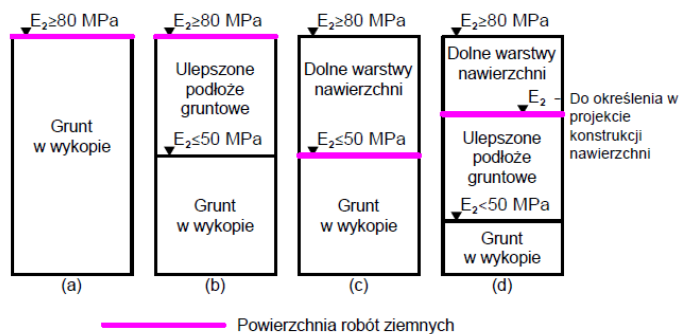 E₂≥80 MPa
Grunt
w wykopie
(a)
E₂≥80 MPa
Ulepszone
podłoże
gruntowe
E₂≤50 MPa
Grunt
w wykopie
(b)
E₂≥80 MPa
Dolne warstwy
nawierzchni
E₂≤50 MPa
Grunt
w wykopie
(c)
E₂≥80 MPa
Dolne warstwy
nawierzchni
E₂ – Do określenia w
projekcie
konstrukcji
nawierzchni
Ulepszone
podłoże
gruntowe
E₂<50 MPa
Grunt
w wykopie
(d)
Powierzchnia robót ziemnych